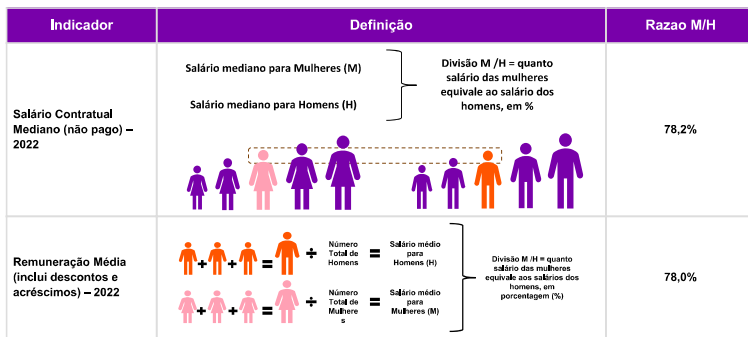 Indicador
Definição
Razao M/H
Salário Contratual
Mediano (não pago) –
2022
Salário mediano para Mulheres (M)
Salário mediano para Homens (H)
Divisão M /H = quanto
salário das mulheres
equivale ao salário dos
homens, em %
78,2%
Remuneração Média
(inclui descontos e
acréscimos) – 2022
+ + = ÷
Número
Total de
Homens
=
Salário médio
para
Homens (H)
+ + = ÷
Número
Total de
Mulhere
s
=
Salário médio
para
Mulheres (M)
Divisão M /H = quanto
salário das mulheres
equivale aos salários dos
homens, em
porcentagem (%)
78,0%